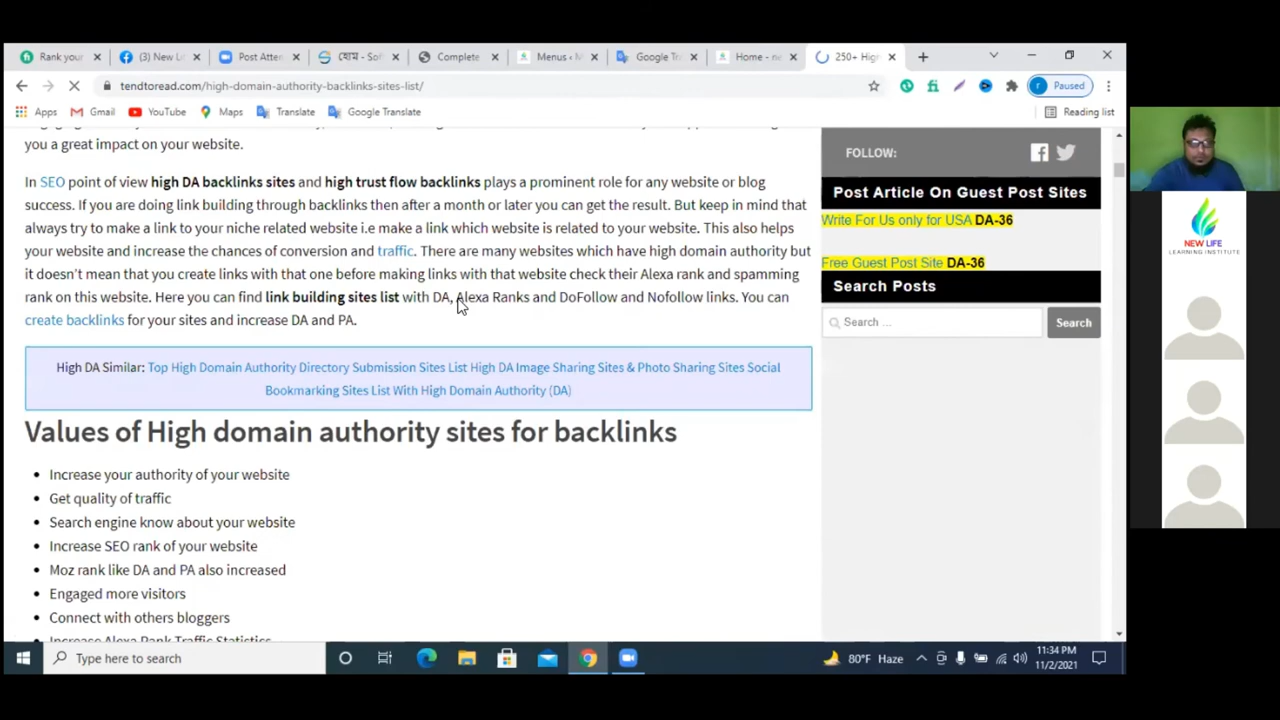 Rank your
(3) New Li
Post Atten
হোম - Sof
Complete
Menus ‹ M
Google Tra
Home - ne
250+ High
tendtoread.com/high-domain-authority-backlinks-sites-list/
r Paused
Apps
Gmail
YouTube
Maps
Translate
Google Translate
Reading list
you a great impact on your website.
In SEO point of view high DA backlinks sites and high trust flow backlinks plays a prominent role for any website or blog
success. If you are doing link building through backlinks then after a month or later you can get the result. But keep in mind that
always try to make a link to your niche related website i.e make a link which website is related to your website. This also helps
your website and increase the chances of conversion and traffic. There are many websites which have high domain authority but
it doesn't mean that you create links with that one before making links with that website check their Alexa rank and spamming
rank on this website. Here you can find link building sites list with DA, Alexa Ranks and DoFollow and Nofollow links. You can
create backlinks for your sites and increase DA and PA.
High DA Similar: Top High Domain Authority Directory Submission Sites List High DA Image Sharing Sites & Photo Sharing Sites Social
Bookmarking Sites List With High Domain Authority (DA)
Values of High domain authority sites for backlinks
Increase your authority of your website
Get quality of traffic
Search engine know about your website
Increase SEO rank of your website
Moz rank like DA and PA also increased
Engaged more visitors
Connect with others bloggers
Increase Alexa Rank Traffic Statistics
FOLLOW:
Post Article On Guest Post Sites
Write For Us only for USA DA-36
Free Guest Post Site DA-36
Search Posts
Search ...
Search
NEW LIFE
LEARNING INSTITUTE
Type here to search
80°F Haze
11:34 PM
11/2/2021